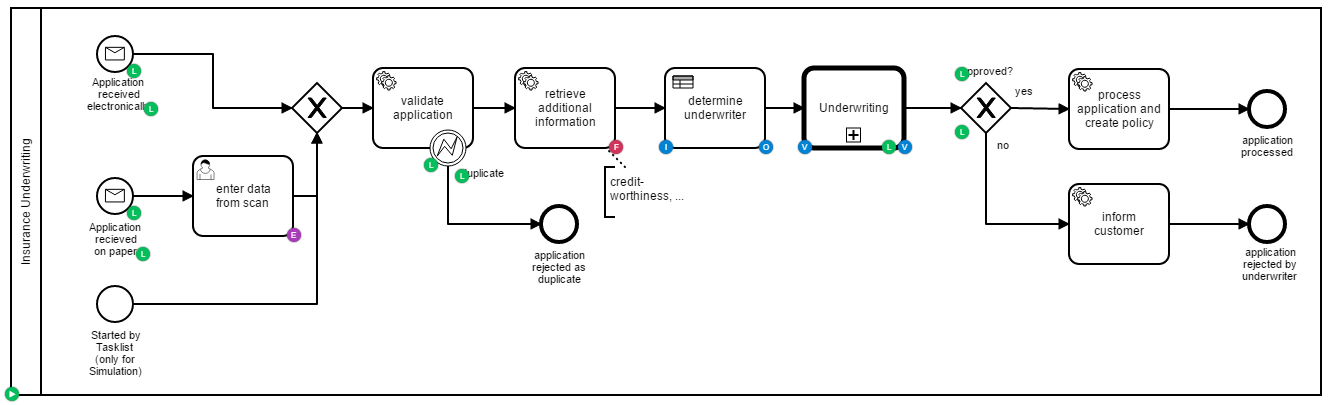 Insurance Underwriting
Application
received
electronically
L
L
Application
recieved
on paper
L
L
Started by
Tasklist
(only for
Simulation)
enter data
from scan
E
X
validate
application
L
L
uplicate
application
rejected as
duplicate
retrieve
additional
information
F
credit-
worthiness, ...
determine
underwriter
I
O
Underwriting
V
L
V
L
pproved?
X
L
yes
no
process
application and
create policy
application
processed
inform
customer
application
rejected by
underwriter